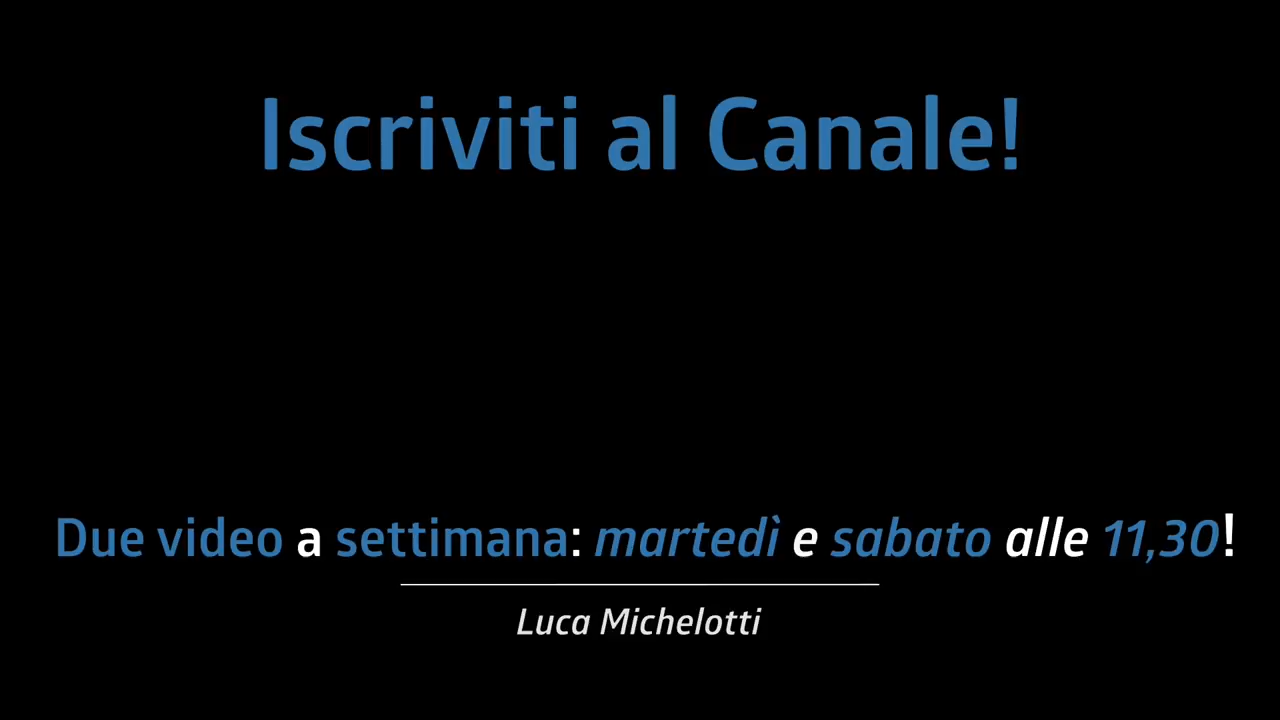 Iscriviti al Canale!
Due video a settimana: martedì e sabato alle 11,30!
Luca Michelotti